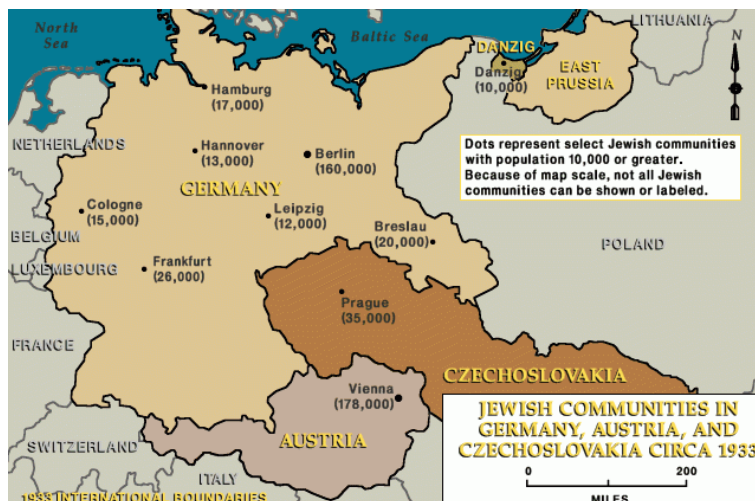 North
Sea
Baltic Sea
LITHUANIA
N
DANZIG
Danzig
(10,000)
EAST
PRUSSIA
Hamburg
(17,000)
NETHERLANDS
Hannover
(13,000)
Berlin
(160,000)
Dots represent select Jewish communities
with population 10,000 or greater.
Because of map scale, not all Jewish
communities can be shown or labeled.
GERMANY
Cologne
(15,000)
Leipzig
(12,000)
Breslau
(20,000)
BELGIUM
POLAND
LUXEMBOURG
Frankfurt
(26,000)
Prague
(35,000)
FRANCE
CZECHOSLOVAKIA
Vienna
(178,000)
JEWISH COMMUNITIES IN
GERMANY, AUSTRIA, AND
CZECHOSLOVAKIA CIRCA 1933
SWITZERLAND
AUSTRIA
ITALY
0
200
MILES
1933 INTERNATIONAL BOUNDARIES